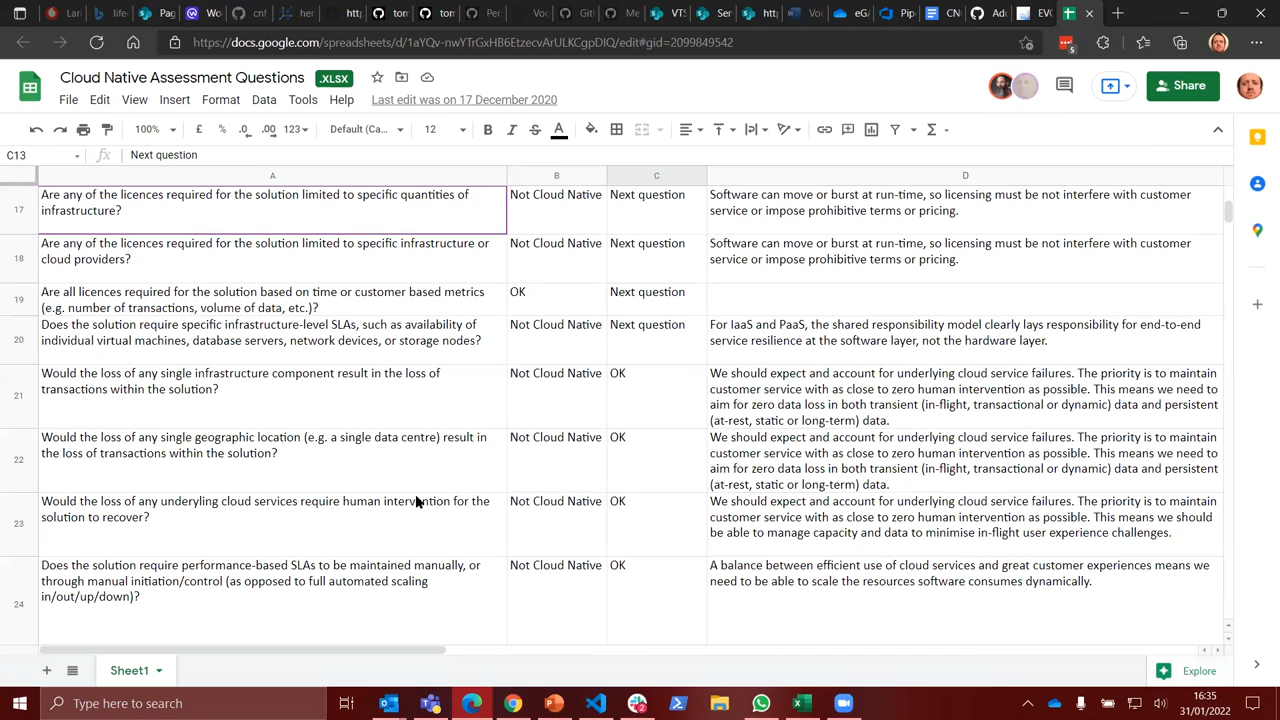 Lan
life
Pag
Wo
cnf
her
http
tom
tom
Per
Voc
Gitl
Me
VTS
Ser
http
Wor
eGA
Pip
CN
Ado
EVO
https://docs.google.com/spreadsheets/d/1aYQv-nwYTrGxHB6EtzecvArULKCgpDIQ/edit#gid=2099849542
5
Cloud Native Assessment Questions .XLSX
File Edit View Insert Format Data Tools Help Last edit was on 17 December 2020
Share
100% £ % .0 .00 123 Default (Ca... 12 B I S A Σ
C13 fx Next question
A B C D
17 Are any of the licences required for the solution limited to specific quantities of
infrastructure?
Not Cloud Native
Next question
Software can move or burst at run-time, so licensing must be not interfere with customer
service or impose prohibitive terms or pricing.
18 Are any of the licences required for the solution limited to specific infrastructure or
cloud providers?
Not Cloud Native
Next question
Software can move or burst at run-time, so licensing must be not interfere with customer
service or impose prohibitive terms or pricing.
19 Are all licences required for the solution based on time or customer based metrics
(e.g. number of transactions, volume of data, etc.)?
OK
Next question
20 Does the solution require specific infrastructure-level SLAs, such as availability of
individual virtual machines, database servers, network devices, or storage nodes?
Not Cloud Native
Next question
For IaaS and PaaS, the shared responsibility model clearly lays responsibility for end-to-end
service resilience at the software layer, not the hardware layer.
21 Would the loss of any single infrastructure component result in the loss of
transactions within the solution?
Not Cloud Native
OK
We should expect and account for underlying cloud service failures. The priority is to maintain
customer service with as close to zero human intervention as possible. This means we need to
aim for zero data loss in both transient (in-flight, transactional or dynamic) data and persistent
(at-rest, static or long-term) data.
22 Would the loss of any single geographic location (e.g. a single data centre) result in
the loss of transactions within the solution?
Not Cloud Native
OK
We should expect and account for underlying cloud service failures. The priority is to maintain
customer service with as close to zero human intervention as possible. This means we need to
aim for zero data loss in both transient (in-flight, transactional or dynamic) data and persistent
(at-rest, static or long-term) data.
23 Would the loss of any underyling cloud services require human intervention for the
solution to recover?
Not Cloud Native
OK
We should expect and account for underlying cloud service failures. The priority is to maintain
customer service with as close to zero human intervention as possible. This means we should
be able to manage capacity and data to minimise in-flight user experience challenges.
24 Does the solution require performance-based SLAs to be maintained manually, or
through manual initiation/control (as opposed to full automated scaling
in/out/up/down)?
Not Cloud Native
OK
A balance between efficient use of cloud services and great customer experiences means we
need to be able to scale the resources software consumes dynamically.
Sheet1
Explore
Type here to search
16:35
31/01/2022